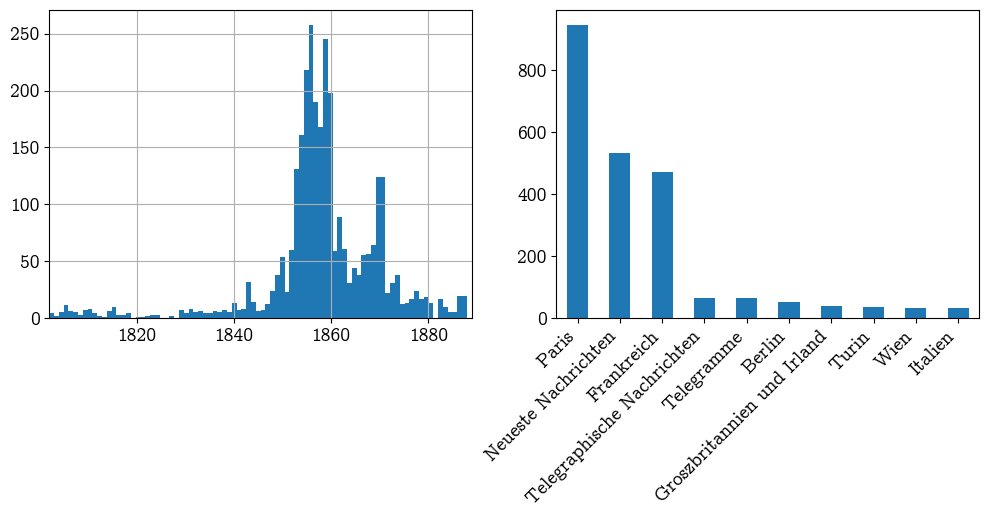 250
200
150
100
50
0
1820 1840 1860 1880
800
600
400
200
0
Paris
Neueste Nachrichten
Frankreich
Telegraphische Nachrichten
Telegramme
Berlin
Groszbritannien und Irland
Turin
Wien
Italien